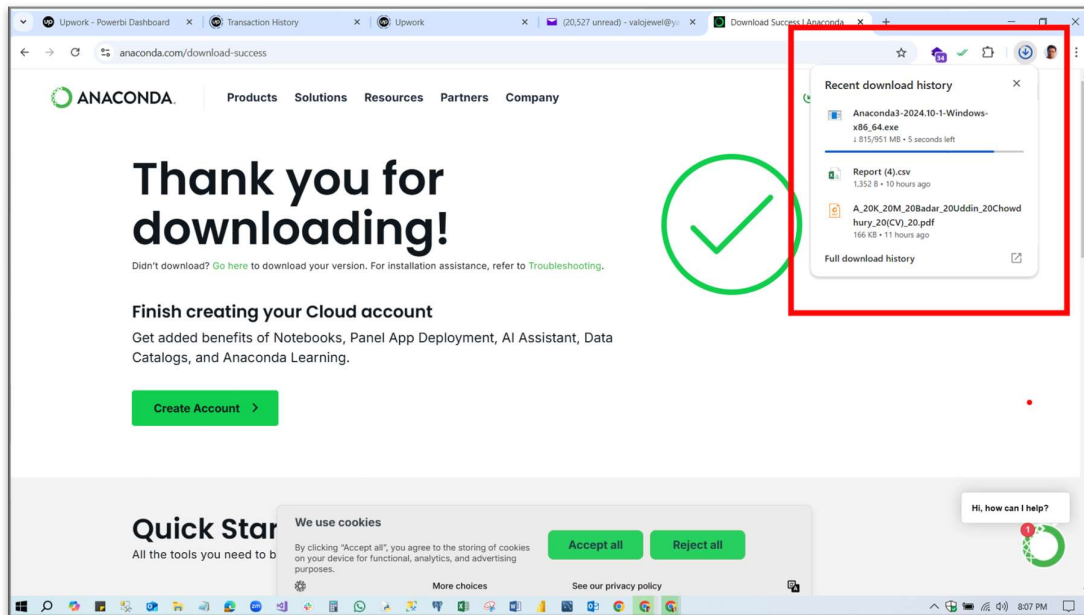 Upwork - Powerbi Dashboard
Transaction History
Upwork
(20,527 unread) - valojewel@ya
Download Success | Anaconda
anaconda.com/download-success
34
ANACONDA.
Products
Solutions
Resources
Partners
Company
Recent download history
Anaconda3-2024.10-1-Windows-
x86_64.exe
↓ 815/951 MB • 5 seconds left
Report (4).csv
1,352 B • 10 hours ago
A_20K_20M_20Badar_20Uddin_20Chowd
hury_20(CV)_20.pdf
166 KB • 11 hours ago
Full download history
Thank you for
downloading!
Didn't download? Go here to download your version. For installation assistance, refer to Troubleshooting.
Finish creating your Cloud account
Get added benefits of Notebooks, Panel App Deployment, AI Assistant, Data
Catalogs, and Anaconda Learning.
Create Account >
Hi, how can I help?
1
Quick Star
All the tools you need to b
We use cookies
By clicking "Accept all", you agree to the storing of cookies
on your device for functional, analytics, and advertising
purposes.
Accept all
Reject all
More choices
See our privacy policy
8:07 PM